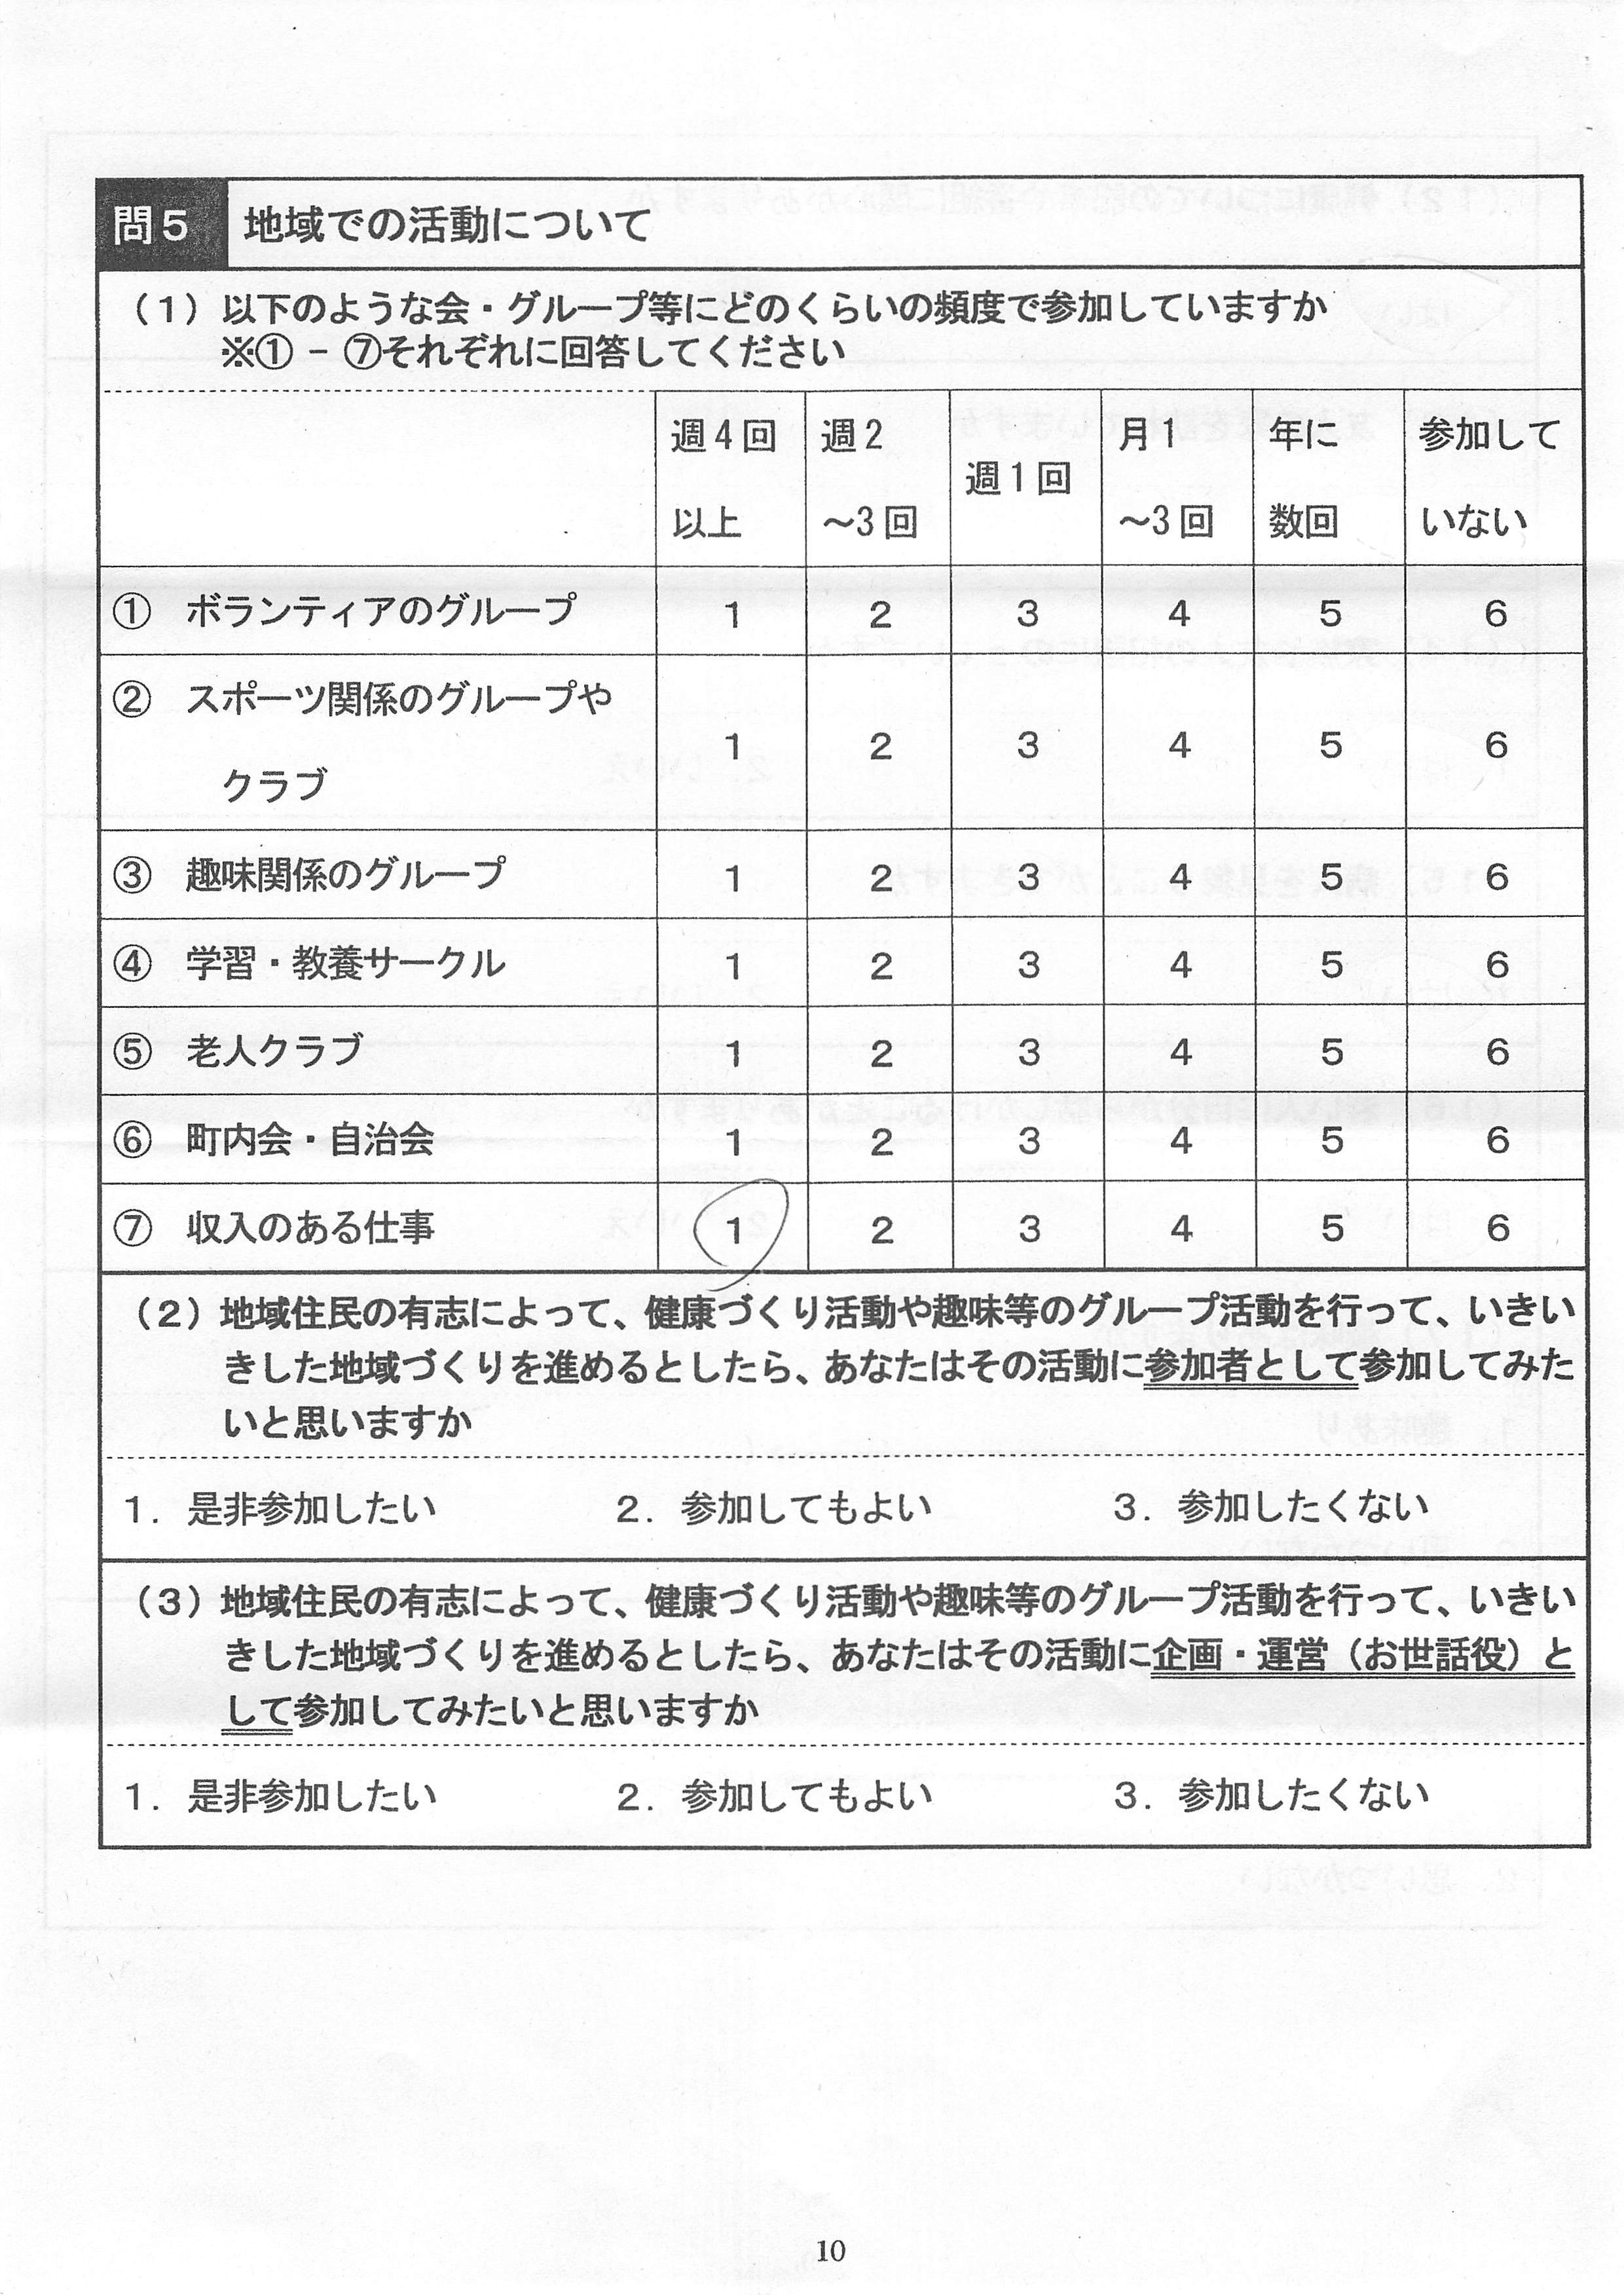 問5 地域での活動について
（1）以下のような会・グループ等にどのくらいの頻度で参加していますか
※① − ⑦それぞれに回答してください
週4回以上 週2～3回 週1回 月1～3回 年に数回 参加していない
① ボランティアのグループ 1 2 3 4 5 6
② スポーツ関係のグループや
クラブ 1 2 3 4 5 6
③ 趣味関係のグループ 1 2 3 4 5 6
④ 学習・教養サークル 1 2 3 4 5 6
⑤ 老人クラブ 1 2 3 4 5 6
⑥ 町内会・自治会 1 2 3 4 5 6
⑦ 収入のある仕事 1 2 3 4 5 6
（2）地域住民の有志によって、健康づくり活動や趣味等のグループ活動を行って、いきい
きした地域づくりを進めるとしたら、あなたはその活動に参加者として参加してみた
いと思いますか
1．是非参加したい 2．参加してもよい 3．参加したくない
（3）地域住民の有志によって、健康づくり活動や趣味等のグループ活動を行って、いきい
きした地域づくりを進めるとしたら、あなたはその活動に企画・運営（お世話役）と
して参加してみたいと思いますか
1．是非参加したい 2．参加してもよい 3．参加したくない
10